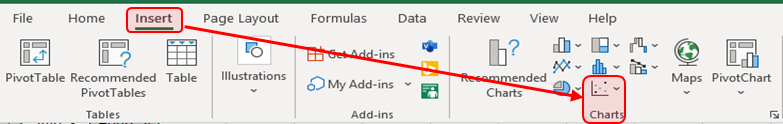 File Home Insert Page Layout Formulas Data Review View Help
PivotTable Recommended PivotTables Table
Illustrations
Get Add-ins
My Add-ins
Recommended Charts
Maps PivotChart
Tables Add-ins Charts